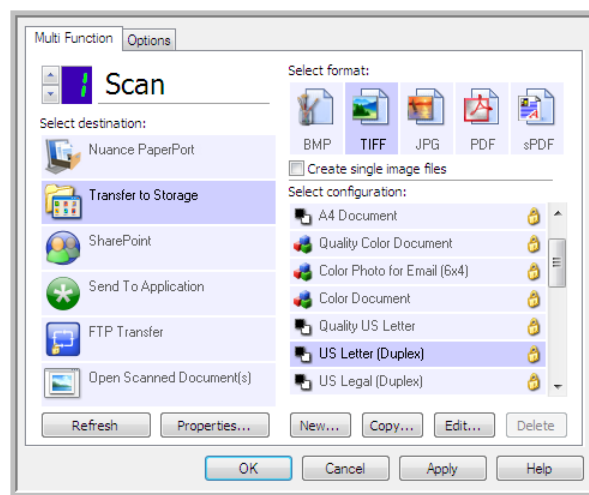 Multi Function
Options
1 Scan
Select destination:
Nuance PaperPort
Transfer to Storage
SharePoint
Send To Application
FTP Transfer
Open Scanned Document(s)
Refresh
Properties...
Select format:
BMP
TIFF
JPG
PDF
sPDF
Create single image files
Select configuration:
A4 Document
Quality Color Document
Color Photo for Email (6x4)
Color Document
Quality US Letter
US Letter (Duplex)
US Legal (Duplex)
New...
Copy...
Edit...
Delete
OK
Cancel
Apply
Help